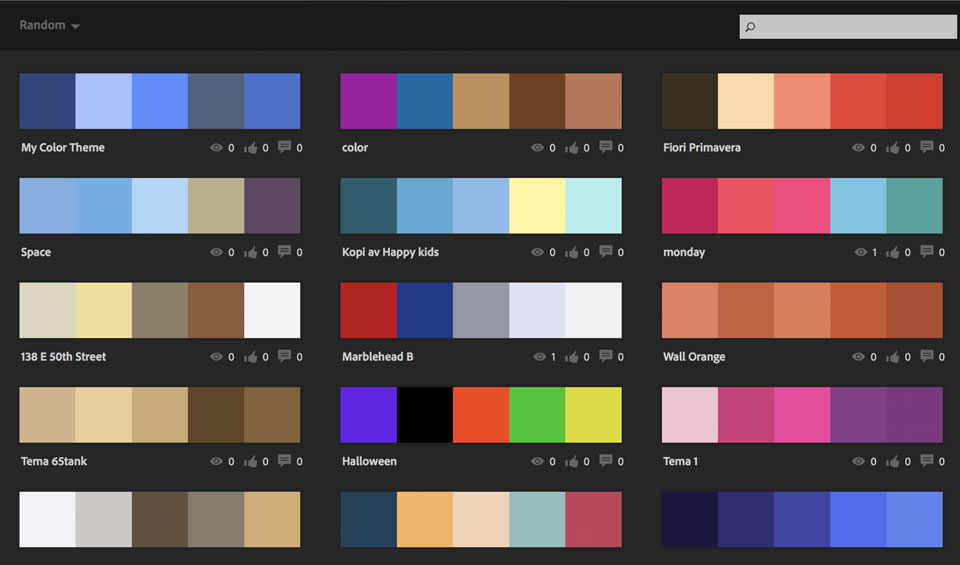 Random
My Color Theme 0 0 0
color 0 0 0
Fiori Primavera 0 0 0
Space 0 0 0
Kopi av Happy kids 0 0 0
monday 1 0 0
138 E 50th Street 0 0 0
Marblehead B 1 0 0
Wall Orange 0 0 0
Tema 65tank 0 0 0
Halloween 0 0 0
Tema 1 0 0 0